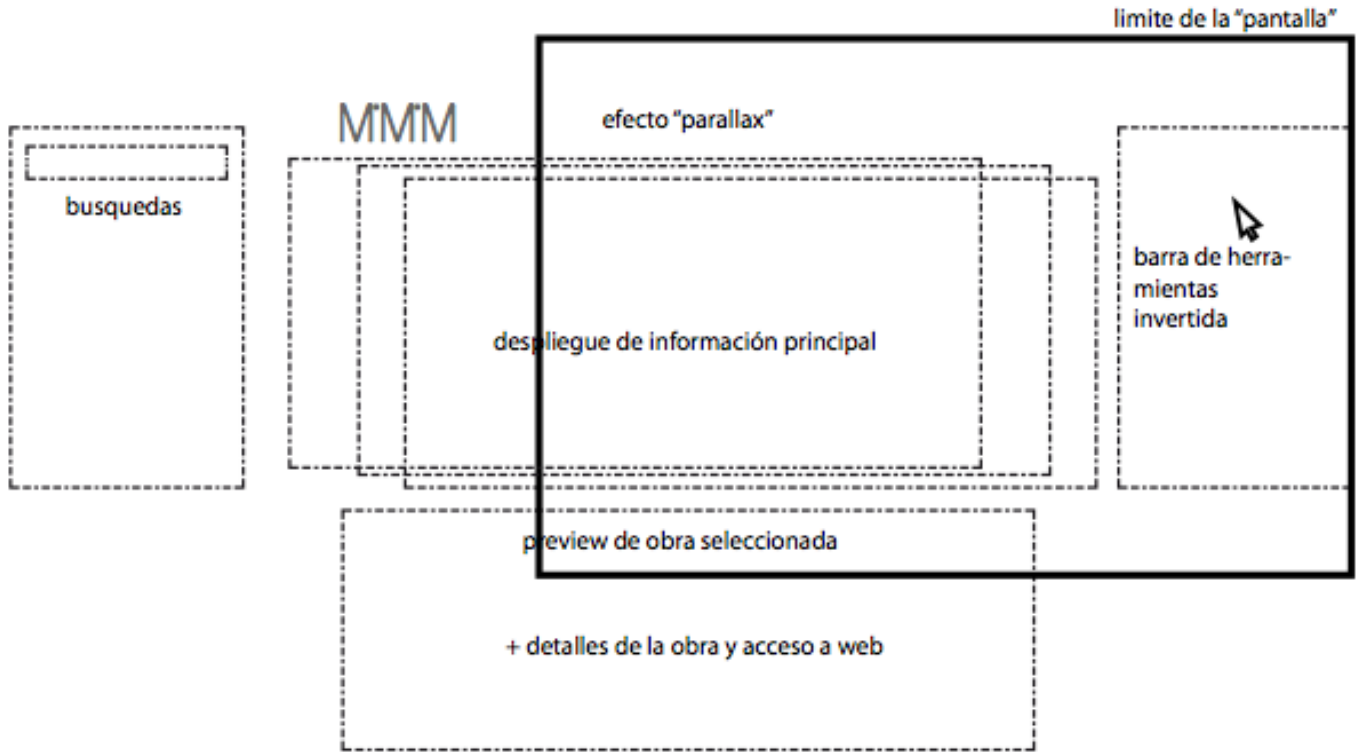 limite de la “pantalla”
MMM
efecto “parallax”
busquedas
barra de herra-
mientas
invertida
despliegue de información principal
preview de obra seleccionada
+ detalles de la obra y acceso a web